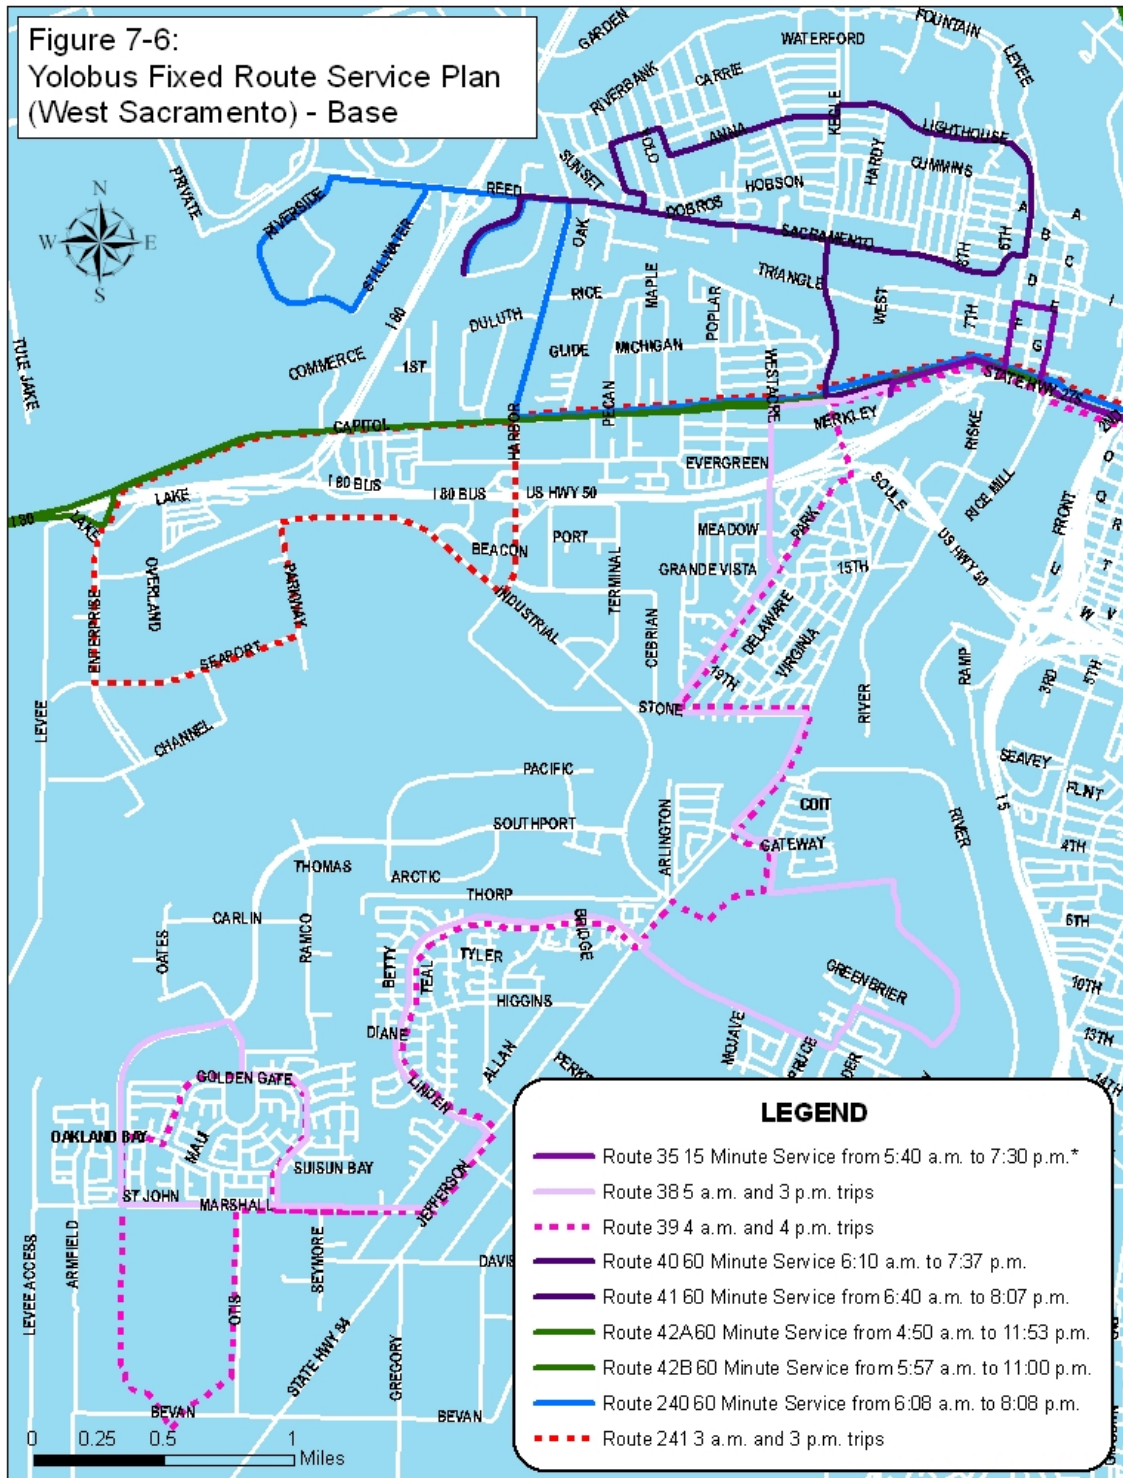 Figure 7-6:
Yolobus Fixed Route Service Plan
(West Sacramento) - Base
GARDEN
FOUNTAIN
WATERFORD
LEVEE
RIVERBANK
CARRIE
KEGLE
LIGHTHOUSE
ANNA
YOLO
HARDY
CUMMINS
SUNSET
HOBSON
PRIVATE
N
W E
S
RIVERSIDE
REED
DOBROS
SACRAMENTO
A
A
B
C
D
I
8TH
6TH
OAK
STILLWATER
TRIANGLE
RICE
MAPLE
POPLAR
WEST
7TH
F
E
G
I 80
DULUTH
GLIDE
MICHIGAN
COMMERCE
1ST
TULE JAKE
WESTACRE
STATE HWY 275
CAPITOL
HARBOR
PECAN
MERKLEY
RISKE
2ND
EVERGREEN
LAKE
I 80 BUS
I 80 BUS
US HWY 50
SOULE
RICE MILL
O
Q
R
T
U
V
W
I 80
LAKE
FRONT
PORT
MEADOW
PARK
BEACON
US HWY 50
OVERLAND
PARKWAY
TERMINAL
GRANDE VISTA
15TH
ENTERPRISE
INDUSTRIAL
DELAWARE
CEBRIAN
VIRGINIA
SEAPORT
19TH
RAMP
3RD
5TH
STONE
RIVER
LEVEE
CHANNEL
SEAVEY
PACIFIC
I 5
FLINT
COIT
SOUTHPORT
ARLINGTON
GATEWAY
RIVER
4TH
THOMAS
ARCTIC
THORP
CARLIN
BRIDGE
6TH
OATES
RAMCO
BETTY
TEAL
TYLER
GREENBRIER
10TH
HIGGINS
DIANE
MOJAVE
13TH
ALLAN
GOLDEN GATE
LINDEN
14TH
OAKLAND BAY
MAUI
SUISUN BAY
ST JOHN
MARSHALL
JEFFERSON
ARMFIELD
LEVEE ACCESS
SEYMORE
OTIS
STATE HWY 84
GREGORY
BEVAN
BEVAN
0 0.25 0.5 1
Miles
LEGEND
Route 35 15 Minute Service from 5:40 a.m. to 7:30 p.m.*
Route 38 5 a.m. and 3 p.m. trips
Route 39 4 a.m. and 4 p.m. trips
Route 40 60 Minute Service 6:10 a.m. to 7:37 p.m.
Route 41 60 Minute Service from 6:40 a.m. to 8:07 p.m.
Route 42A 60 Minute Service from 4:50 a.m. to 11:53 p.m.
Route 42B 60 Minute Service from 5:57 a.m. to 11:00 p.m.
Route 240 60 Minute Service from 6:08 a.m. to 8:08 p.m.
Route 241 3 a.m. and 3 p.m. trips